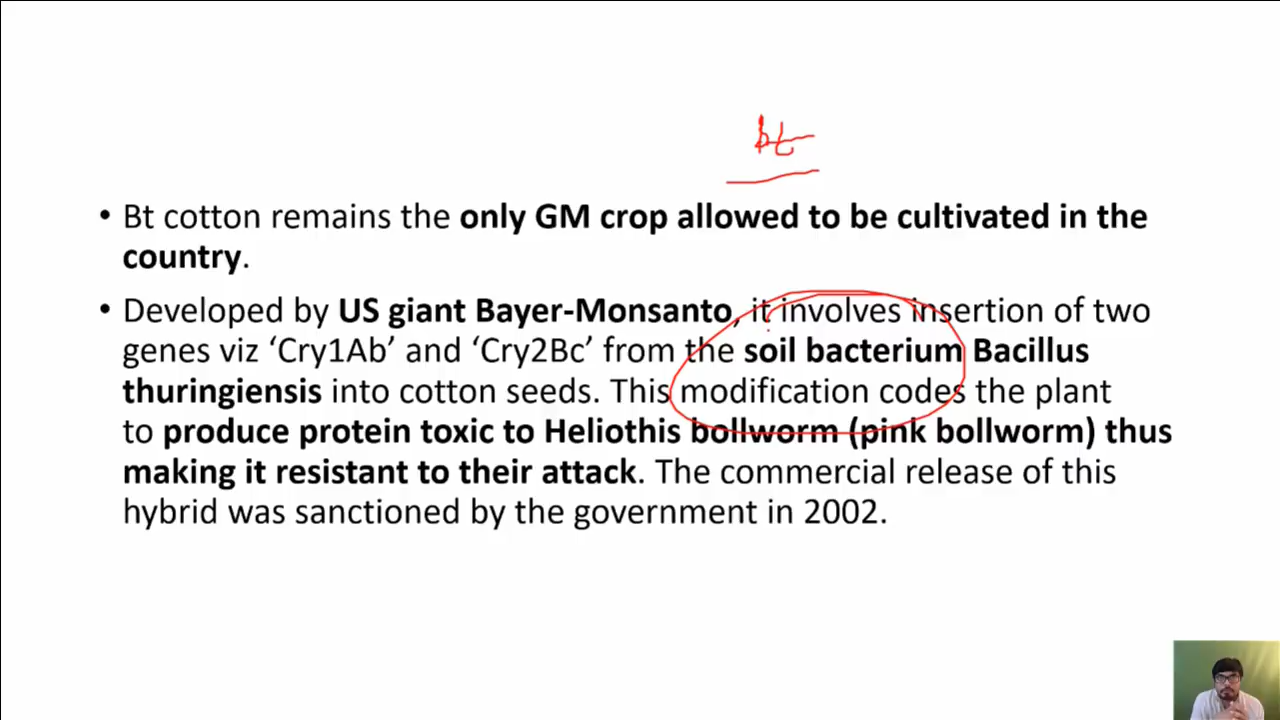 bt
• Bt cotton remains the only GM crop allowed to be cultivated in the
country.
• Developed by US giant Bayer-Monsanto, it involves insertion of two
genes viz ‘Cry1Ab’ and ‘Cry2Bc’ from the soil bacterium Bacillus
thuringiensis into cotton seeds. This modification codes the plant
to produce protein toxic to Heliothis bollworm (pink bollworm) thus
making it resistant to their attack. The commercial release of this
hybrid was sanctioned by the government in 2002.